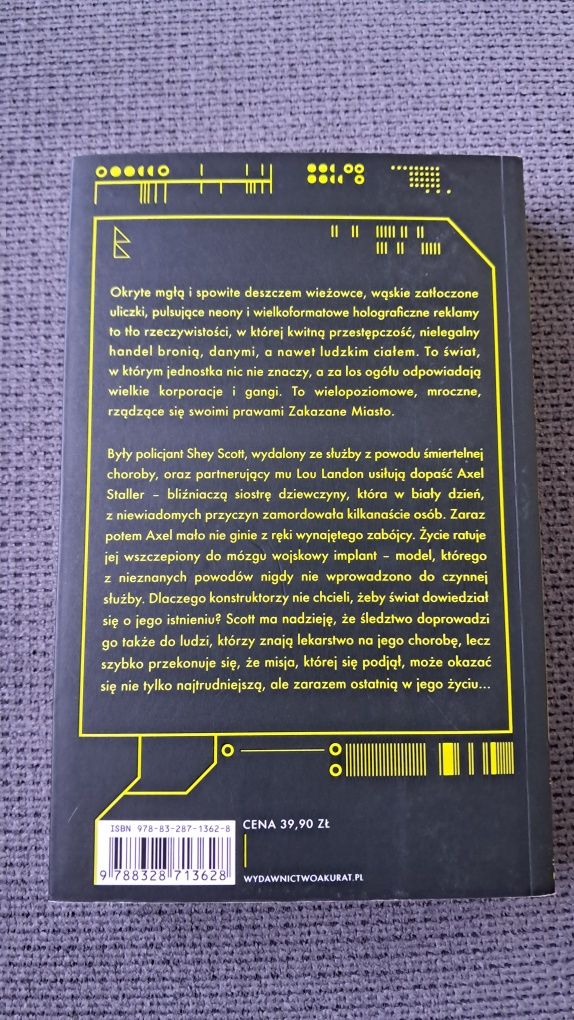 Okryte mgłą i spowite deszczem wieżowce, wąskie zatłoczone
uliczki, pulsujące neony i wielkoformatowe holograficzne reklamy
to tło rzeczywistości, w której kwitną przestępczość, nielegalny
handel bronią, danymi, a nawet ludzkim ciałem. To świat,
w którym jednostka nic nie znaczy, a za los ogółu odpowiadają
wielkie korporacje i gangi. To wielopoziomowe, mroczne,
rządzące się swoimi prawami Zakazane Miasto.
Były policjant Shey Scott, wydalony ze służby z powodu śmiertelnej
choroby, oraz partnerujący mu Lou Landon usiłują dopaść Axel
Staller – bliźniaczą siostrę dziewczyny, która w biały dzień,
z niewiadomych przyczyn zamordowała kilkanaście osób. Zaraz
potem Axel mało nie ginie z ręki wynajętego zabójcy. Życie ratuje
jej wszczepiony do mózgu wojskowy implant – model, którego
z nieznanych powodów nigdy nie wprowadzono do czynnej
służby. Dlaczego konstruktorzy nie chcieli, żeby świat dowiedział
się o jego istnieniu? Scott ma nadzieję, że śledztwo doprowadzi
go także do ludzi, którzy znają lekarstwo na jego chorobę, lecz
szybko przekonuje się, że misja, której się podjął, może okazać
się nie tylko najtrudniejszą, ale zarazem ostatnią w jego życiu...
ISBN 978-83-287-1362-8
9 788328 713628
CENA 39,90 ZŁ
WYDAWNICTWOAKURAT.PL